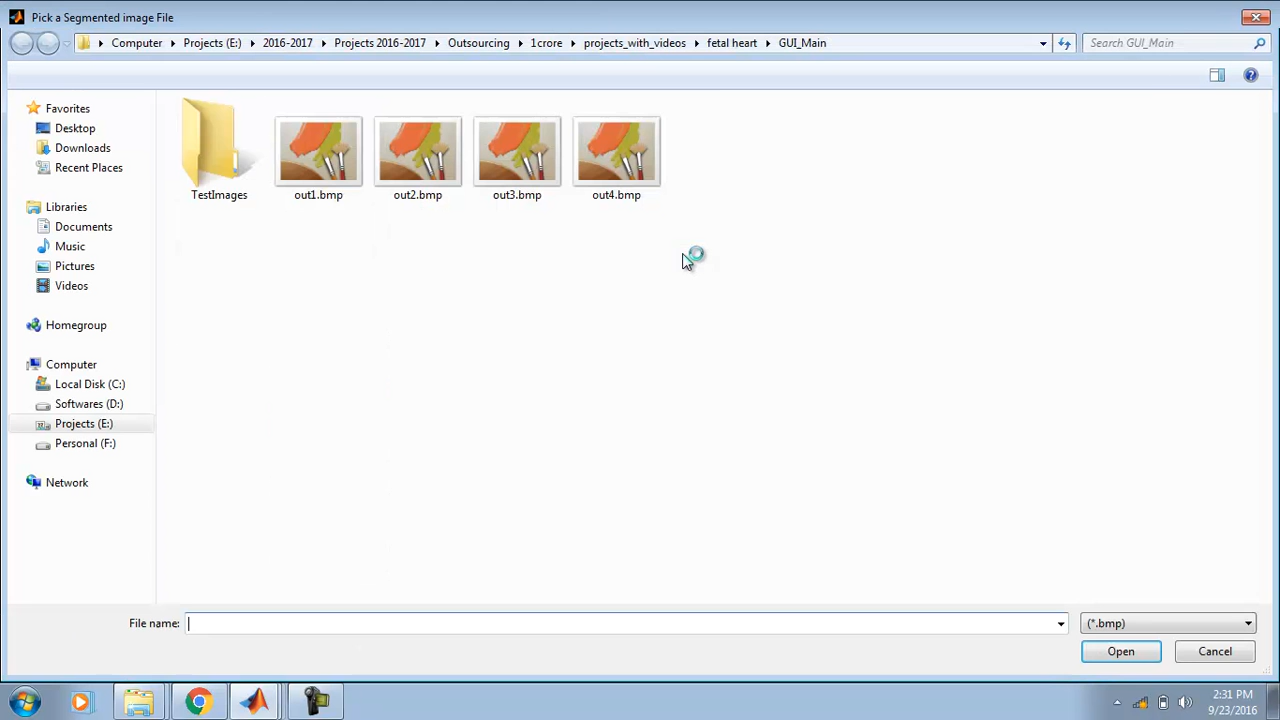 Pick a Segmented image File
Computer Projects (E:) 2016-2017 Projects 2016-2017 Outsourcing 1crore projects_with_videos fetal heart GUI_Main Search GUI_Main
Favorites
Desktop
Downloads
Recent Places
Libraries
Documents
Music
Pictures
Videos
Homegroup
Computer
Local Disk (C:)
Softwares (D:)
Projects (E:)
Personal (F:)
Network
TestImages out1.bmp out2.bmp out3.bmp out4.bmp
File name: (*.bmp)
Open Cancel
2:31 PM
9/23/2016